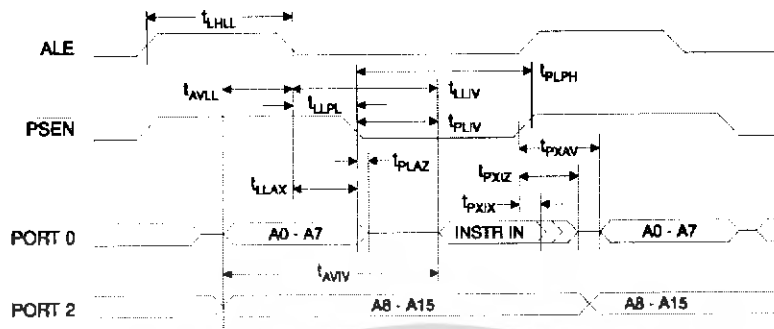 tLHLL
ALE
tPLPH
tAVLL
tLLIV
tLLPL
PSEN
tPLIV
tPXAV
tPLAZ
tPXIZ
tLLAX
tPXIX
PORT 0
A0 - A7
INSTR IN
A0 - A7
tAVIV
PORT 2
A8 - A15
A8 - A15